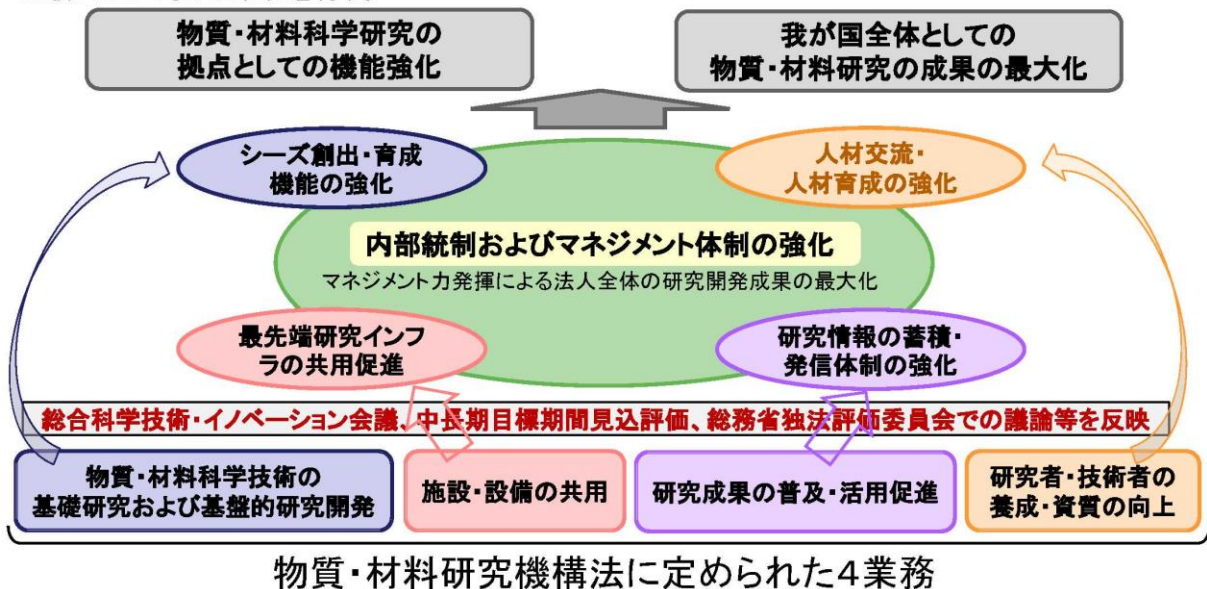 物質・材料科学研究の
拠点としての機能強化
我が国全体としての
物質・材料研究の成果の最大化
シーズ創出・育成
機能の強化
人材交流・
人材育成の強化
内部統制およびマネジメント体制の強化
マネジメント力発揮による法人全体の研究開発成果の最大化
最先端研究インフ
ラの共用促進
研究情報の蓄積・
発信体制の強化
総合科学技術・イノベーション会議、中長期目標期間見込評価、総務省独法評価委員会での議論等を反映
物質・材料科学技術の
基礎研究および基盤的研究開発
施設・設備の共用
研究成果の普及・活用促進
研究者・技術者の
養成・資質の向上
物質・材料研究機構法に定められた4業務